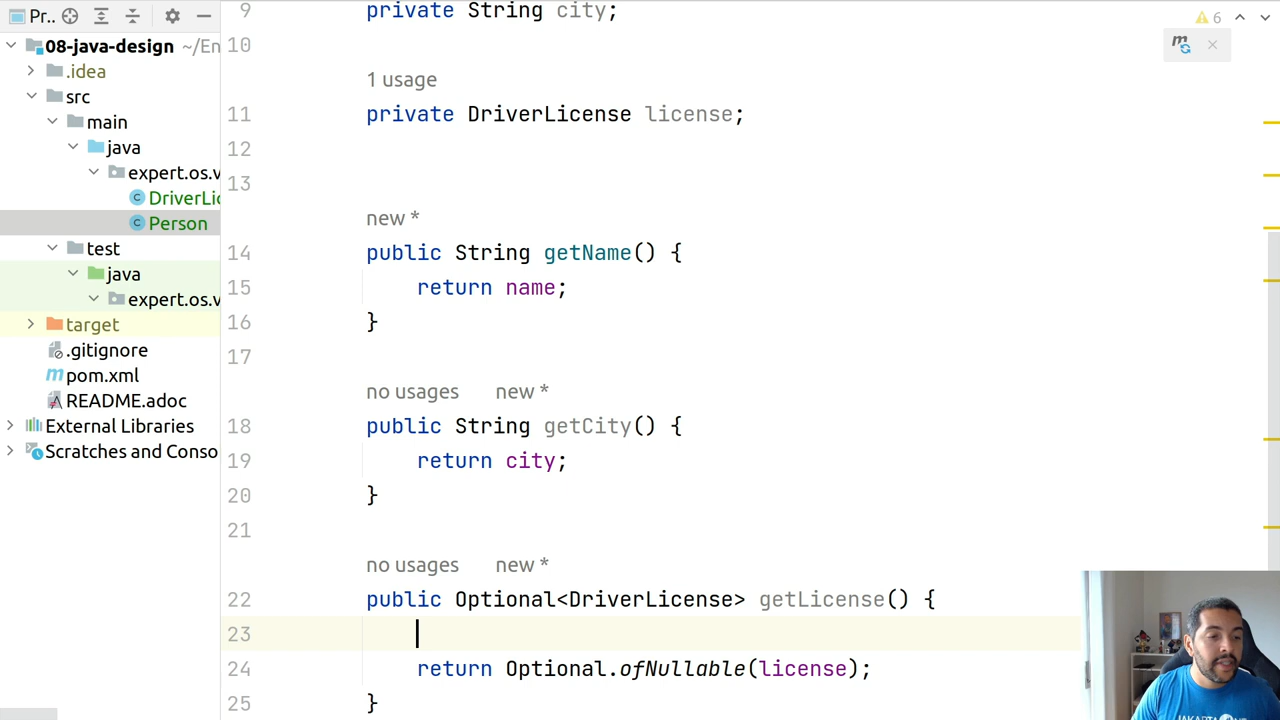 Pr..
08-java-design ~/En
.idea
src
main
java
expert.os.v
DriverLic
Person
test
java
expert.os.v
target
.gitignore
pom.xml
README.adoc
External Libraries
Scratches and Conso
6
9 private String city;
10
1 usage
11 private DriverLicense license;
12
13
new *
14 public String getName() {
15 return name;
16 }
17
no usages new *
18 public String getCity() {
19 return city;
20 }
21
no usages new *
22 public Optional<DriverLicense> getLicense() {
23
24 return Optional.ofNullable(license);
25 }